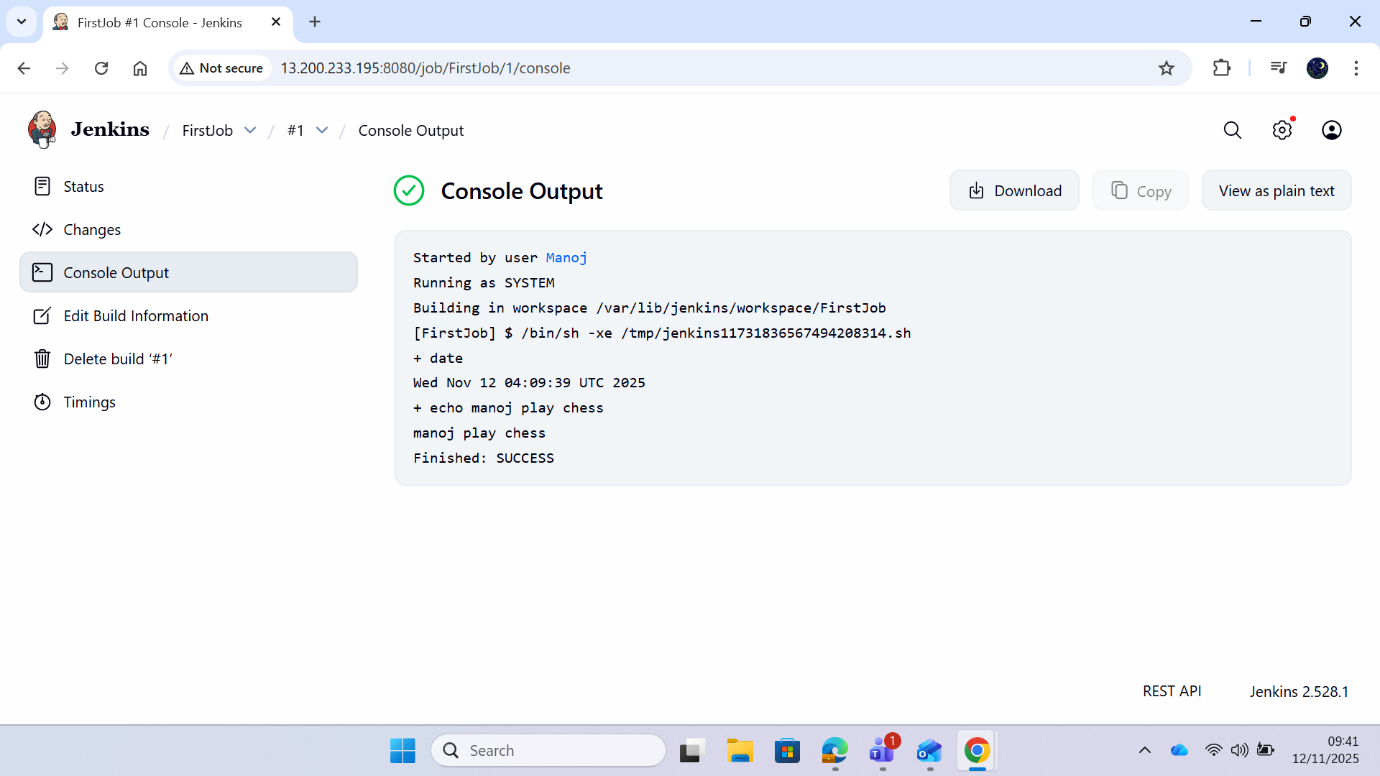 FirstJob #1 Console - Jenkins
Not secure 13.200.233.195:8080/job/FirstJob/1/console
Jenkins / FirstJob / #1 / Console Output
Status
Changes
Console Output
Edit Build Information
Delete build ‘#1’
Timings
Console Output
Download
Copy
View as plain text
Started by user Manoj
Running as SYSTEM
Building in workspace /var/lib/jenkins/workspace/FirstJob
[FirstJob] $ /bin/sh -xe /tmp/jenkins11731836567494208314.sh
+ date
Wed Nov 12 04:09:39 UTC 2025
+ echo manoj play chess
manoj play chess
Finished: SUCCESS
REST API
Jenkins 2.528.1
Search
1
09:41
12/11/2025